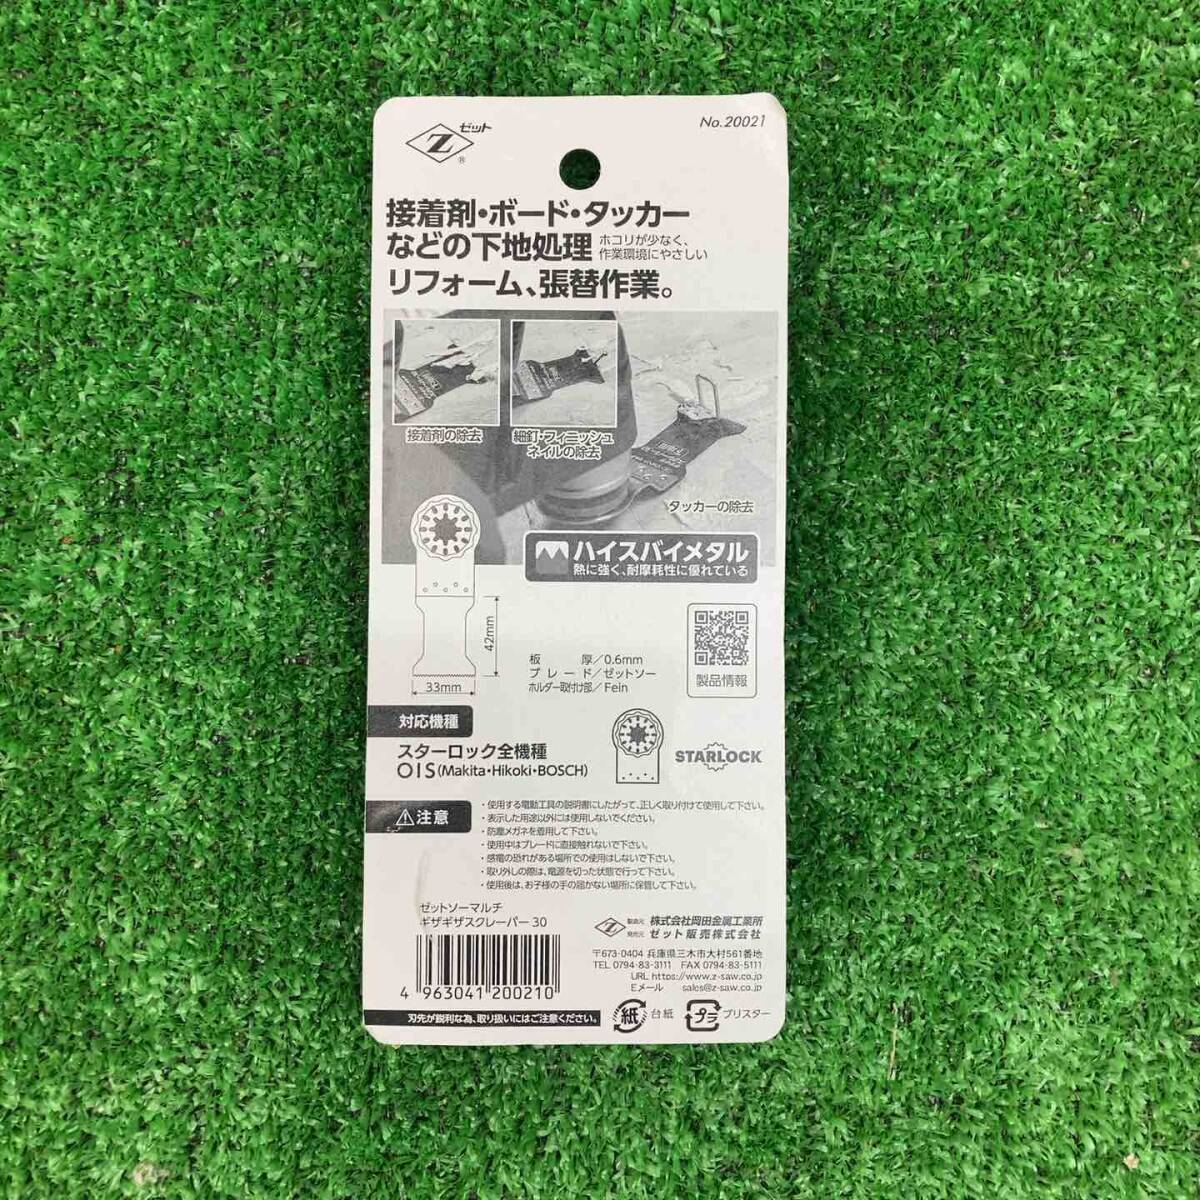 ゼット
Z
®
No.20021
接着剤・ボード・タッカー
などの下地処理
ホコリが少なく、
作業環境にやさしい
リフォーム、張替作業。
接着剤の除去
細釘・フィニッシュ
ネイルの除去
タッカーの除去
ハイスバイメタル
熱に強く、耐摩耗性に優れている
42mm
33mm
板厚／0.6mm
ブレード／ゼットソー
ホルダー取付け部／Fein
製品情報
対応機種
スターロック全機種
OIS(Makita・Hikoki・BOSCH)
STARLOCK
注意
・使用する電動工具の説明書にしたがって、正しく取り付けて使用して下さい。
・表示した用途以外には使用しないでください。
・防塵メガネを着用して下さい。
・使用中はブレードに直接触れないで下さい。
・感電の恐れがある場所での使用はしないで下さい。
・取り外しの際は、電源を切った状態で行って下さい。
・使用後は、お子様の手の届かない場所に保管して下さい。
ゼットソーマルチ
ギザギザスクレーパー30
4 963041 200210
刃先が鋭利な為、取り扱いにはご注意ください。
Z
製造元 株式会社岡田金属工業所
発売元 ゼット販売株式会社
〒673-0404 兵庫県三木市大村561番地
TEL 0794-83-3111 FAX 0794-83-5111
URL https://www.z-saw.co.jp
Eメール sales@z-saw.co.jp
紙 台紙
プラ ブリスター